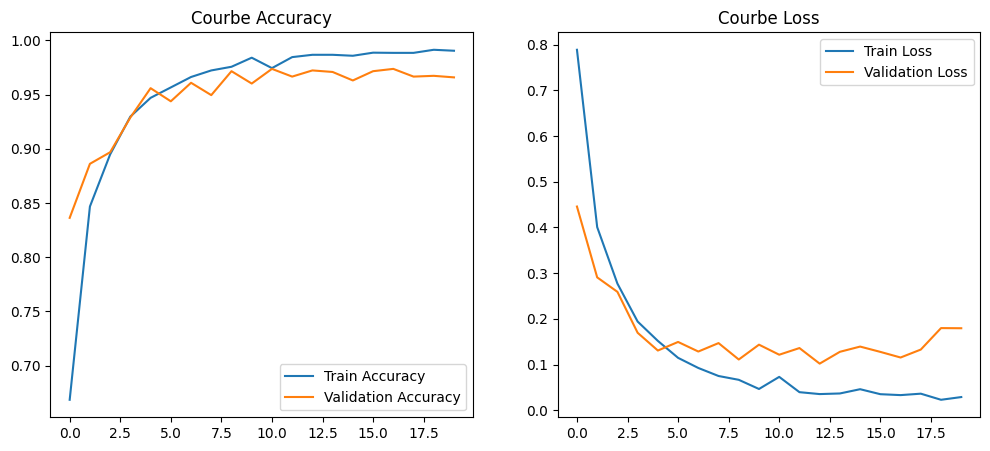 Courbe Accuracy
1.00
0.95
0.90
0.85
0.80
0.75
0.70
Train Accuracy
Validation Accuracy
0.0 2.5 5.0 7.5 10.0 12.5 15.0 17.5
Courbe Loss
0.8
0.7
0.6
0.5
0.4
0.3
0.2
0.1
0.0
Train Loss
Validation Loss
0.0 2.5 5.0 7.5 10.0 12.5 15.0 17.5